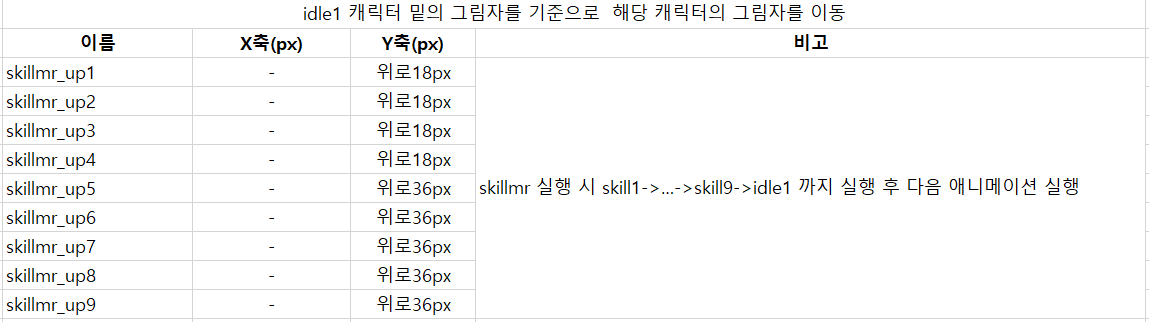 idle1 캐릭터 밑의 그림자를 기준으로  해당 캐릭터의 그림자를 이동
이름 X축(px) Y축(px) 비고
skillmr_up1 - 위로18px
skillmr_up2 - 위로18px
skillmr_up3 - 위로18px
skillmr_up4 - 위로18px
skillmr_up5 - 위로36px skillmr 실행 시 skill1->...->skill9->idle1 까지 실행 후 다음 애니메이션 실행
skillmr_up6 - 위로36px
skillmr_up7 - 위로36px
skillmr_up8 - 위로36px
skillmr_up9 - 위로36px